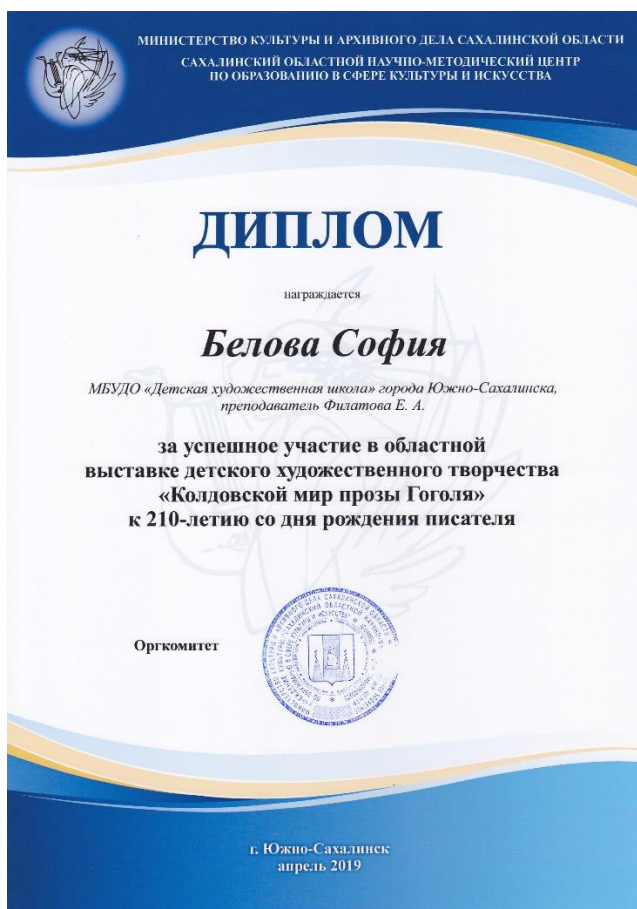 МИНИСТЕРСТВО КУЛЬТУРЫ И АРХИВНОГО ДЕЛА САХАЛИНСКОЙ ОБЛАСТИ
САХАЛИНСКИЙ ОБЛАСТНОЙ НАУЧНО-МЕТОДИЧЕСКИЙ ЦЕНТР
ПО ОБРАЗОВАНИЮ В СФЕРЕ КУЛЬТУРЫ И ИСКУССТВА
ДИПЛОМ
награждается
Белова София
МБУДО «Детская художественная школа» города Южно-Сахалинска,
преподаватель Филатова Е. А.
за успешное участие в областной
выставке детского художественного творчества
«Колдовской мир прозы Гоголя»
к 210-летию со дня рождения писателя
Оргкомитет
г. Южно-Сахалинск
апрель 2019